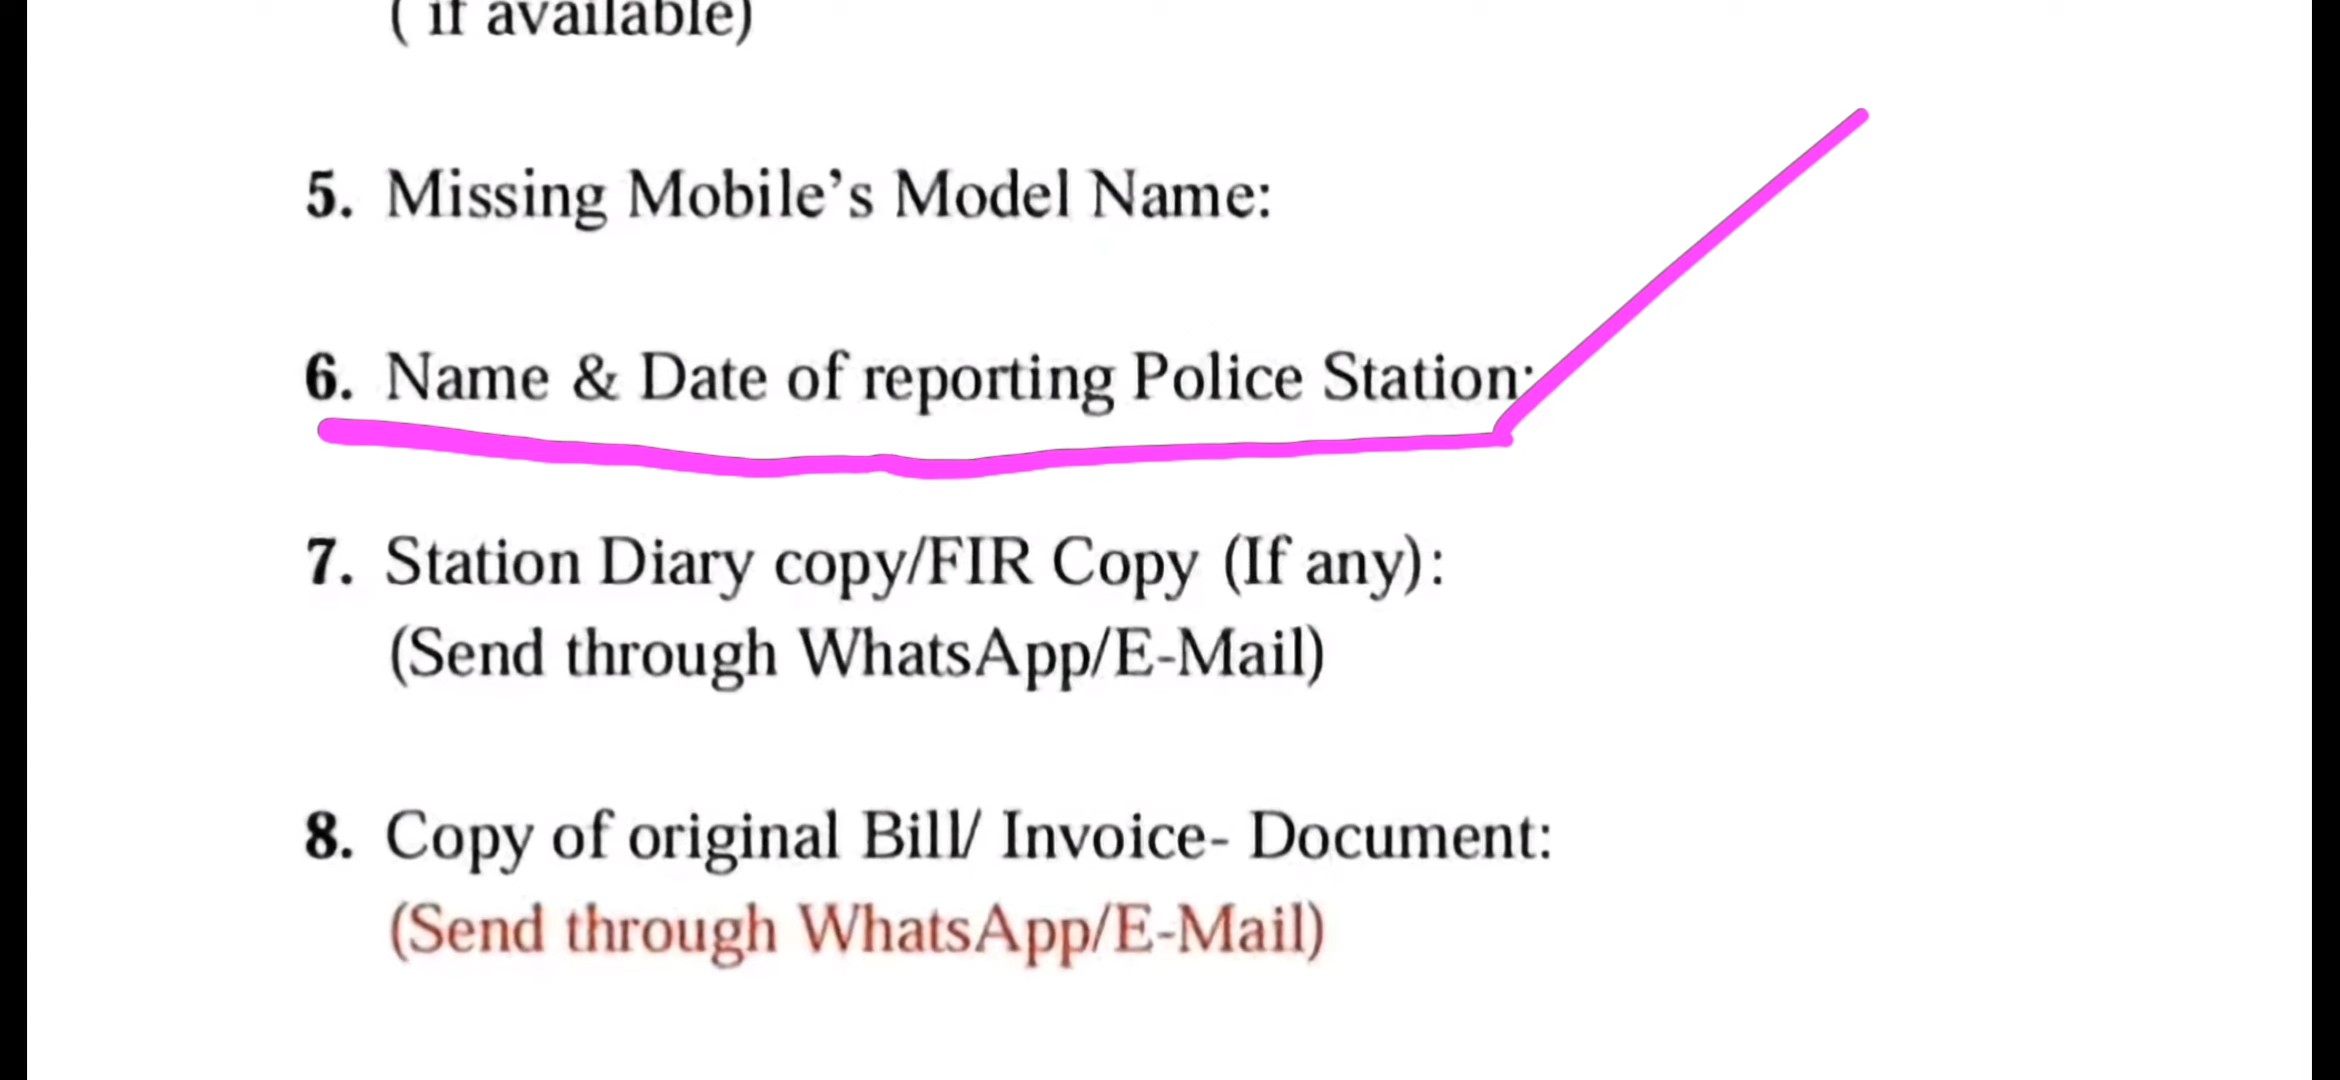 ( if available)
5. Missing Mobile’s Model Name:
6. Name & Date of reporting Police Station:
7. Station Diary copy/FIR Copy (If any):
(Send through WhatsApp/E-Mail)
8. Copy of original Bill/ Invoice- Document:
(Send through WhatsApp/E-Mail)